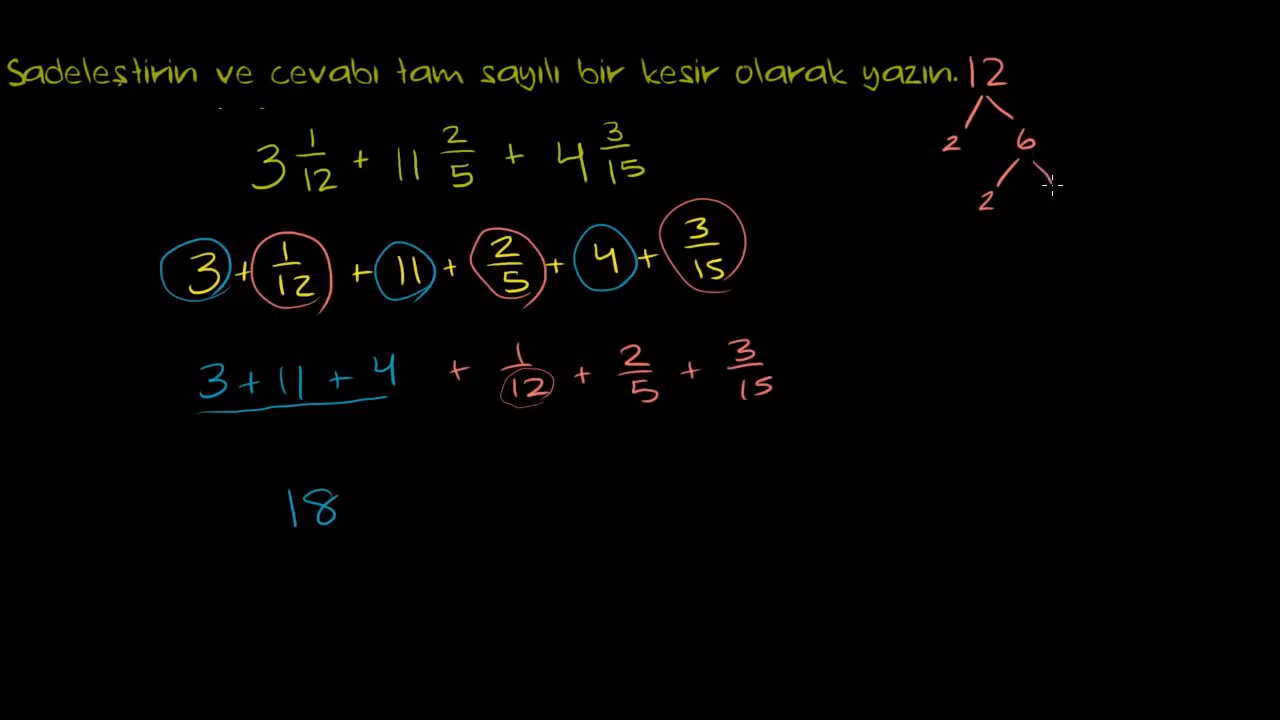 Sadeleştirin ve cevabı tam sayılı bir kesir olarak yazın.
12
2 6
2
3 1/12 + 11 2/5 + 4 3/15
3 + 1/12 + 11 + 2/5 + 4 + 3/15
3 + 11 + 4 + 1/12 + 2/5 + 3/15
18